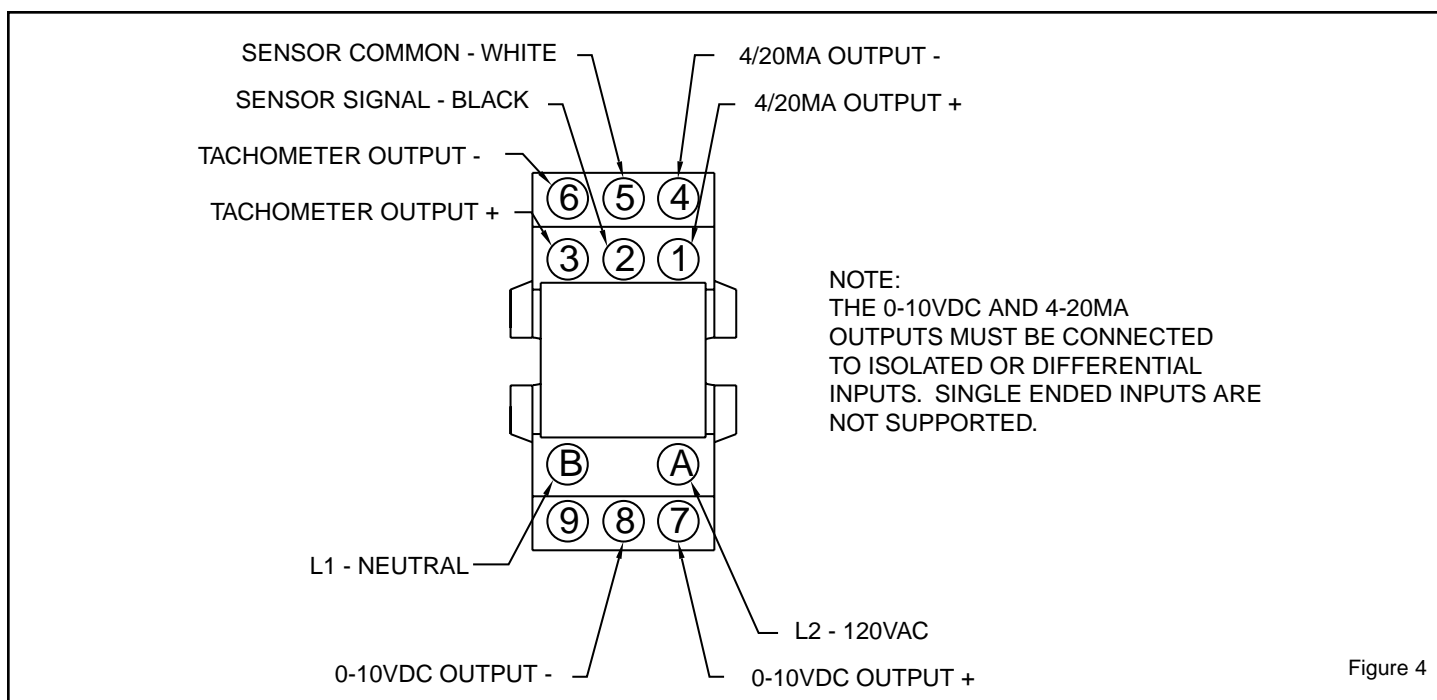 SENSOR COMMON - WHITE
4/20MA OUTPUT -
SENSOR SIGNAL - BLACK
4/20MA OUTPUT +
TACHOMETER OUTPUT -
TACHOMETER OUTPUT +
6 5 4
3 2 1
NOTE:
THE 0-10VDC AND 4-20MA
OUTPUTS MUST BE CONNECTED
TO ISOLATED OR DIFFERENTIAL
INPUTS. SINGLE ENDED INPUTS ARE
NOT SUPPORTED.
B A
9 8 7
L1 - NEUTRAL
L2 - 120VAC
0-10VDC OUTPUT -
0-10VDC OUTPUT +
Figure 4